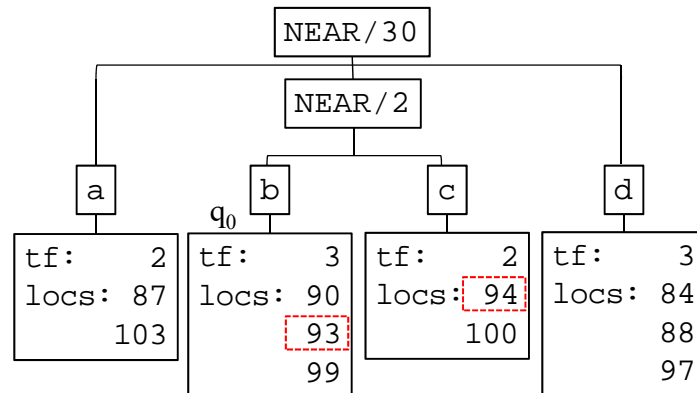 NEAR/30
NEAR/2
a
b
c
d
q0
tf: 2
locs: 87
103
tf: 3
locs: 90
93
99
tf: 2
locs: 94
100
tf: 3
locs: 84
88
97